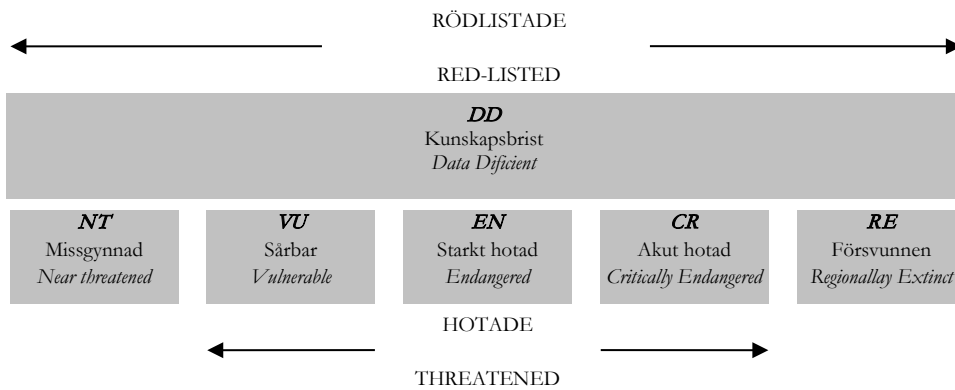 RÖDLISTADE
RED-LISTED
DD
Kunskapsbrist
Data Dificient
NT
Missgynnad
Near threatened
VU
Sårbar
Vulnerable
EN
Starkt hotad
Endangered
CR
Akut hotad
Critically Endangered
RE
Försvunnen
Regionallay Extinct
HOTADE
THREATENED